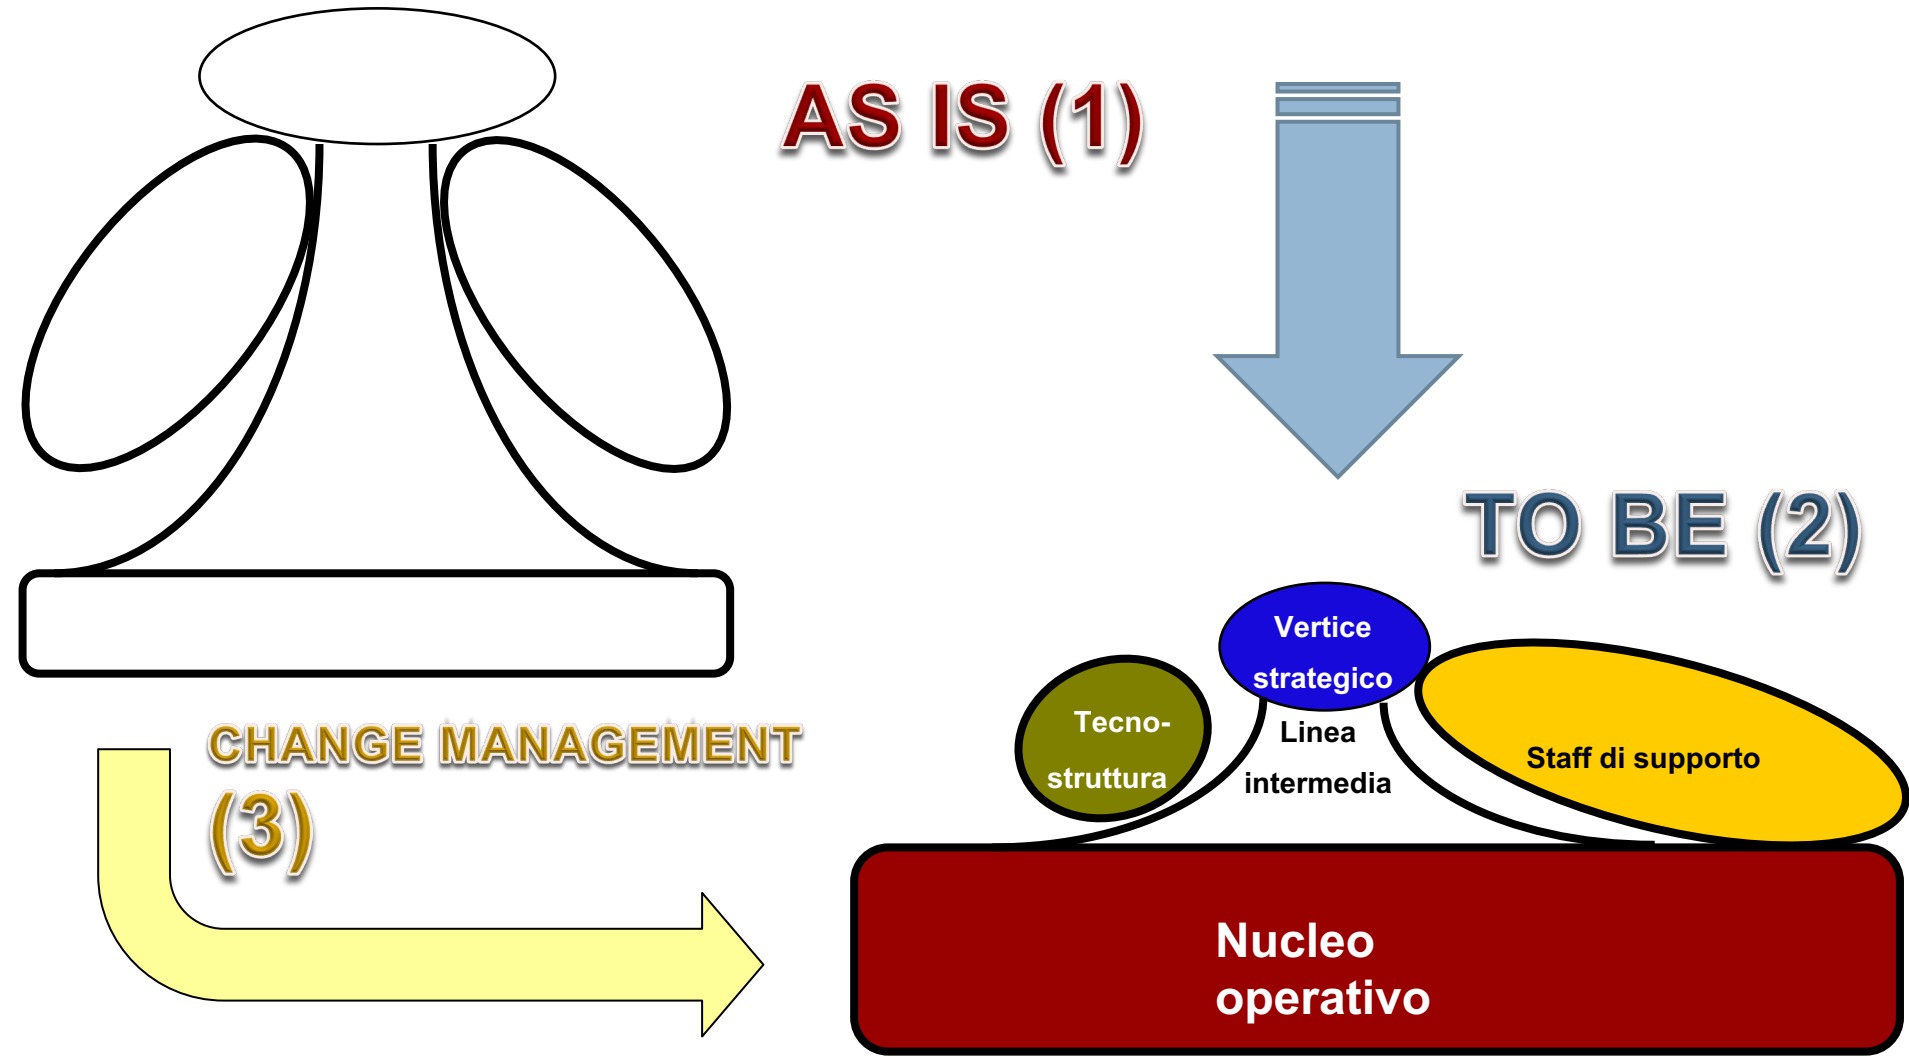 AS IS (1)
TO BE (2)
CHANGE MANAGEMENT
(3)
Vertice
strategico
Tecno-
struttura
Linea
intermedia
Staff di supporto
Nucleo
operativo